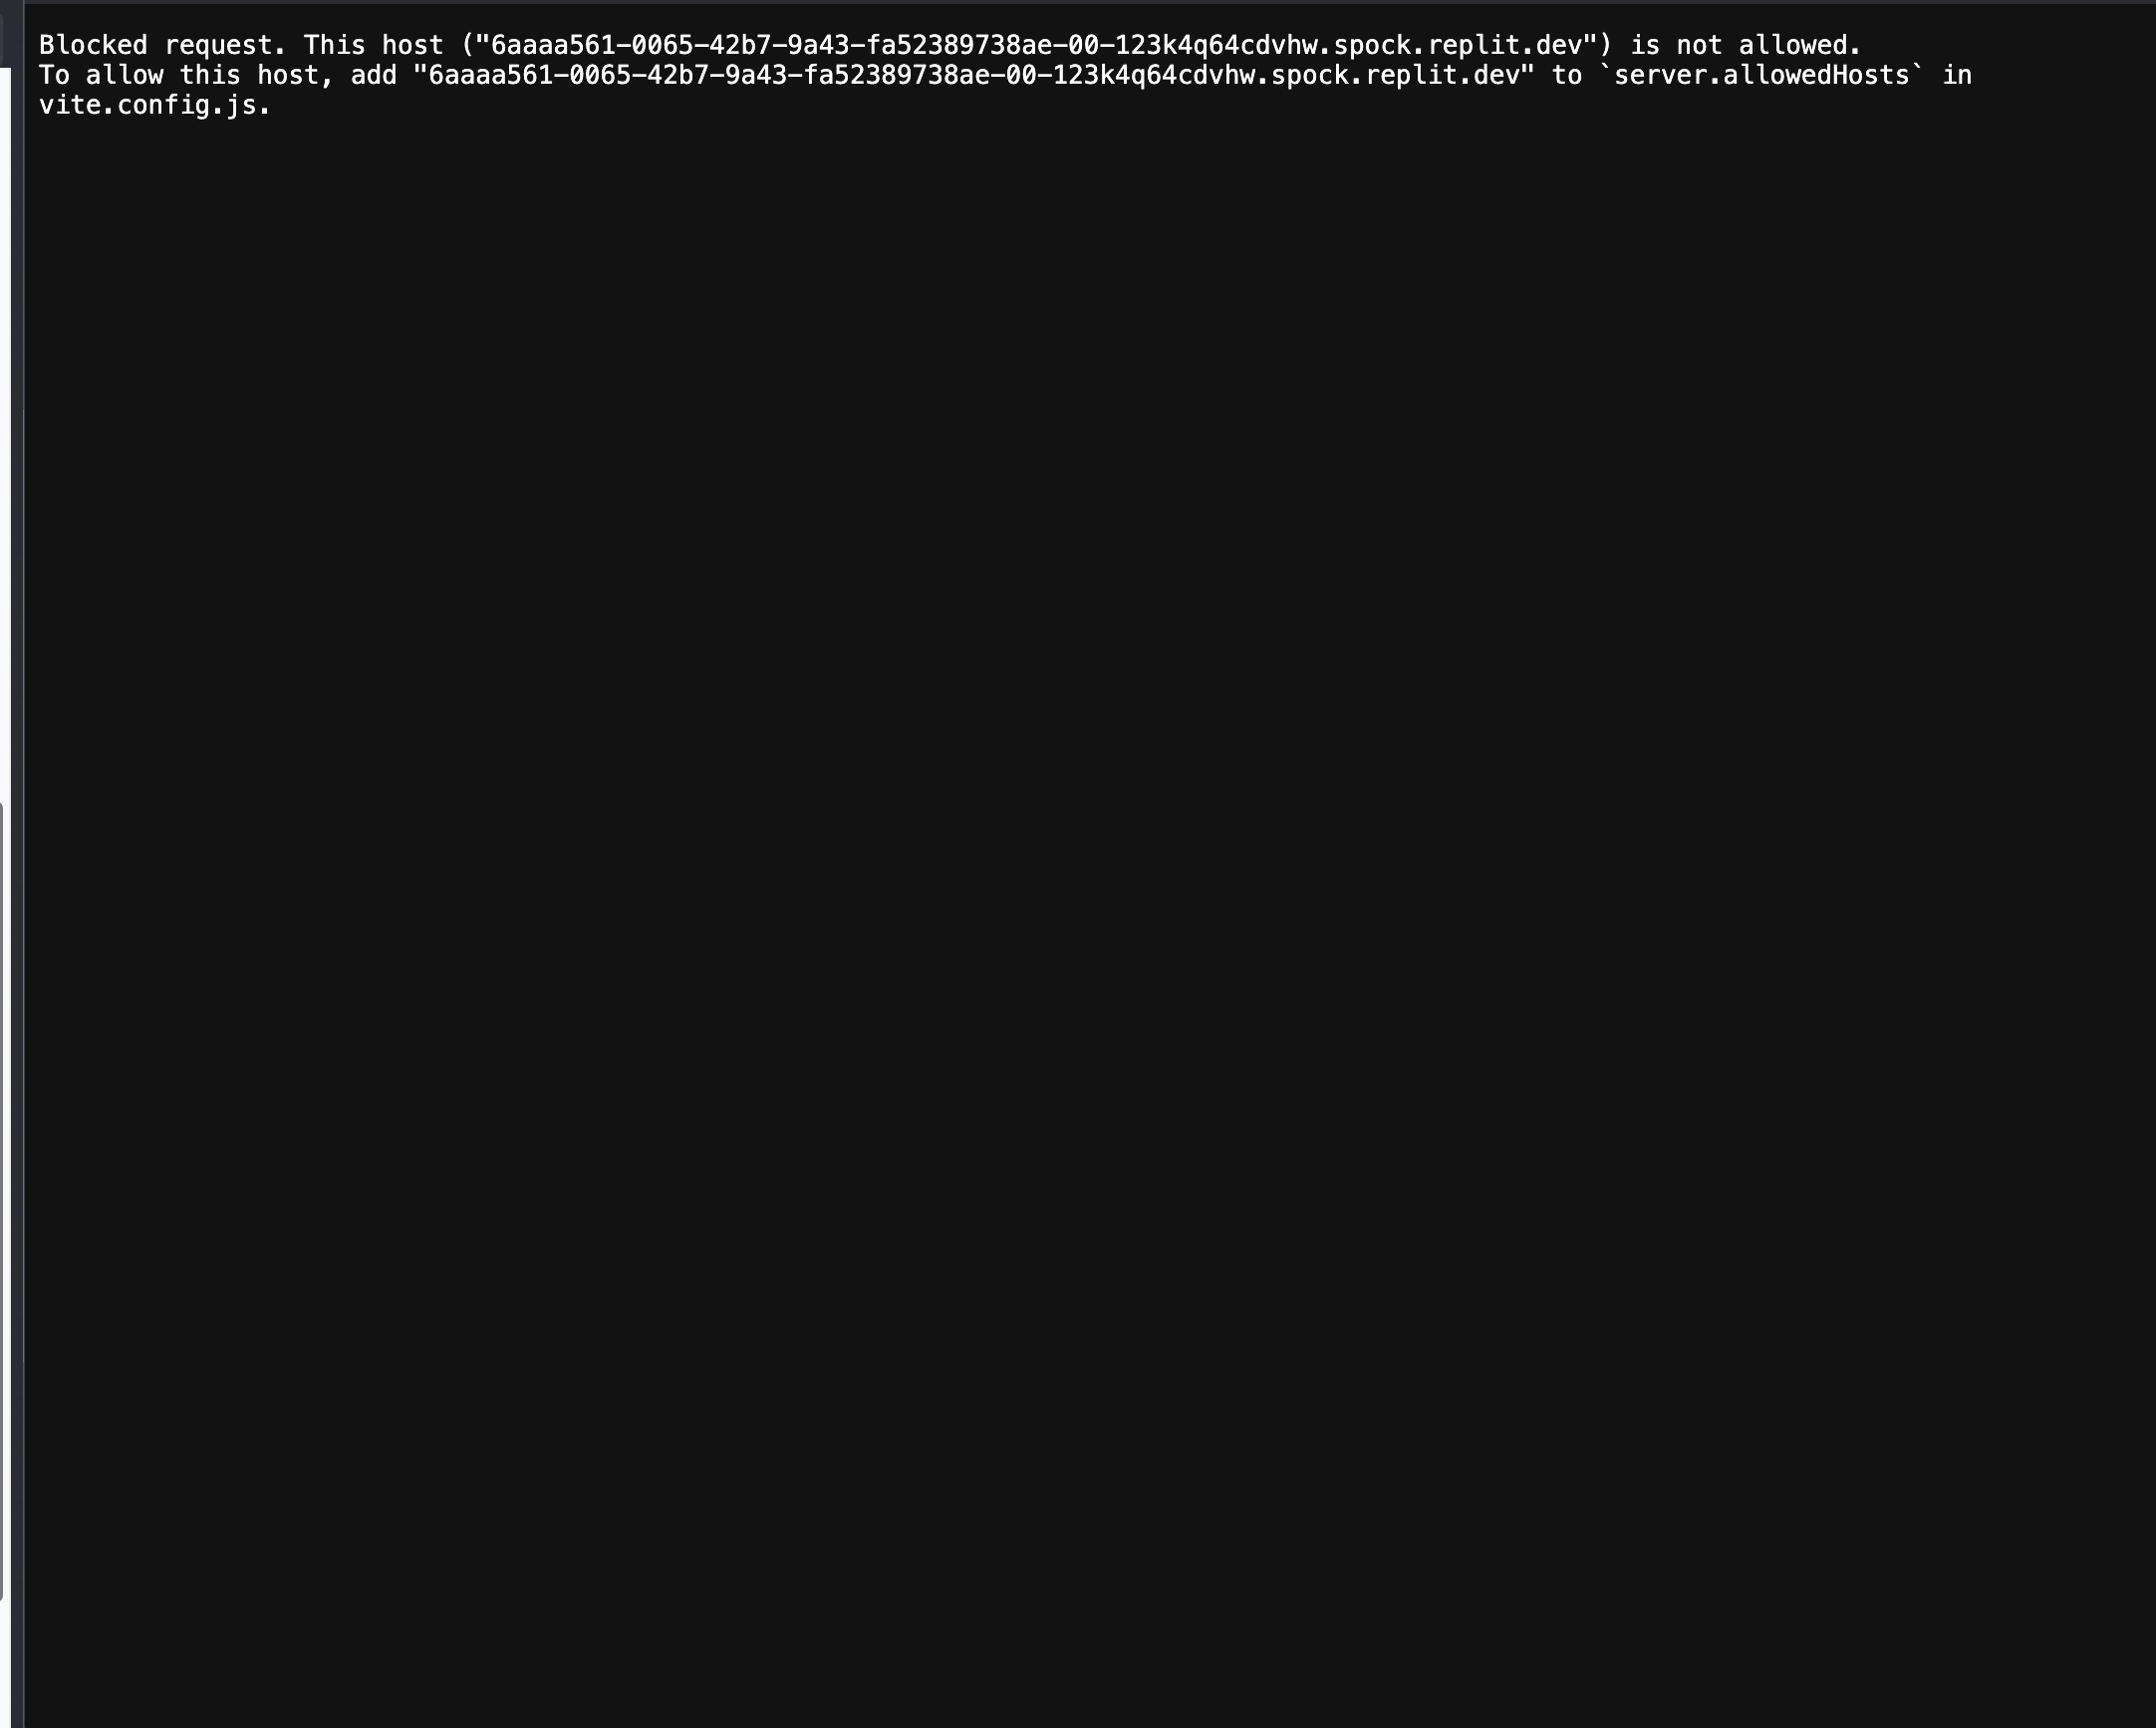 Blocked request. This host ("6aaaa561-0065-42b7-9a43-fa52389738ae-00-123k4q64cdvhw.spock.replit.dev") is not allowed.
To allow this host, add "6aaaa561-0065-42b7-9a43-fa52389738ae-00-123k4q64cdvhw.spock.replit.dev" to `server.allowedHosts` in
vite.config.js.